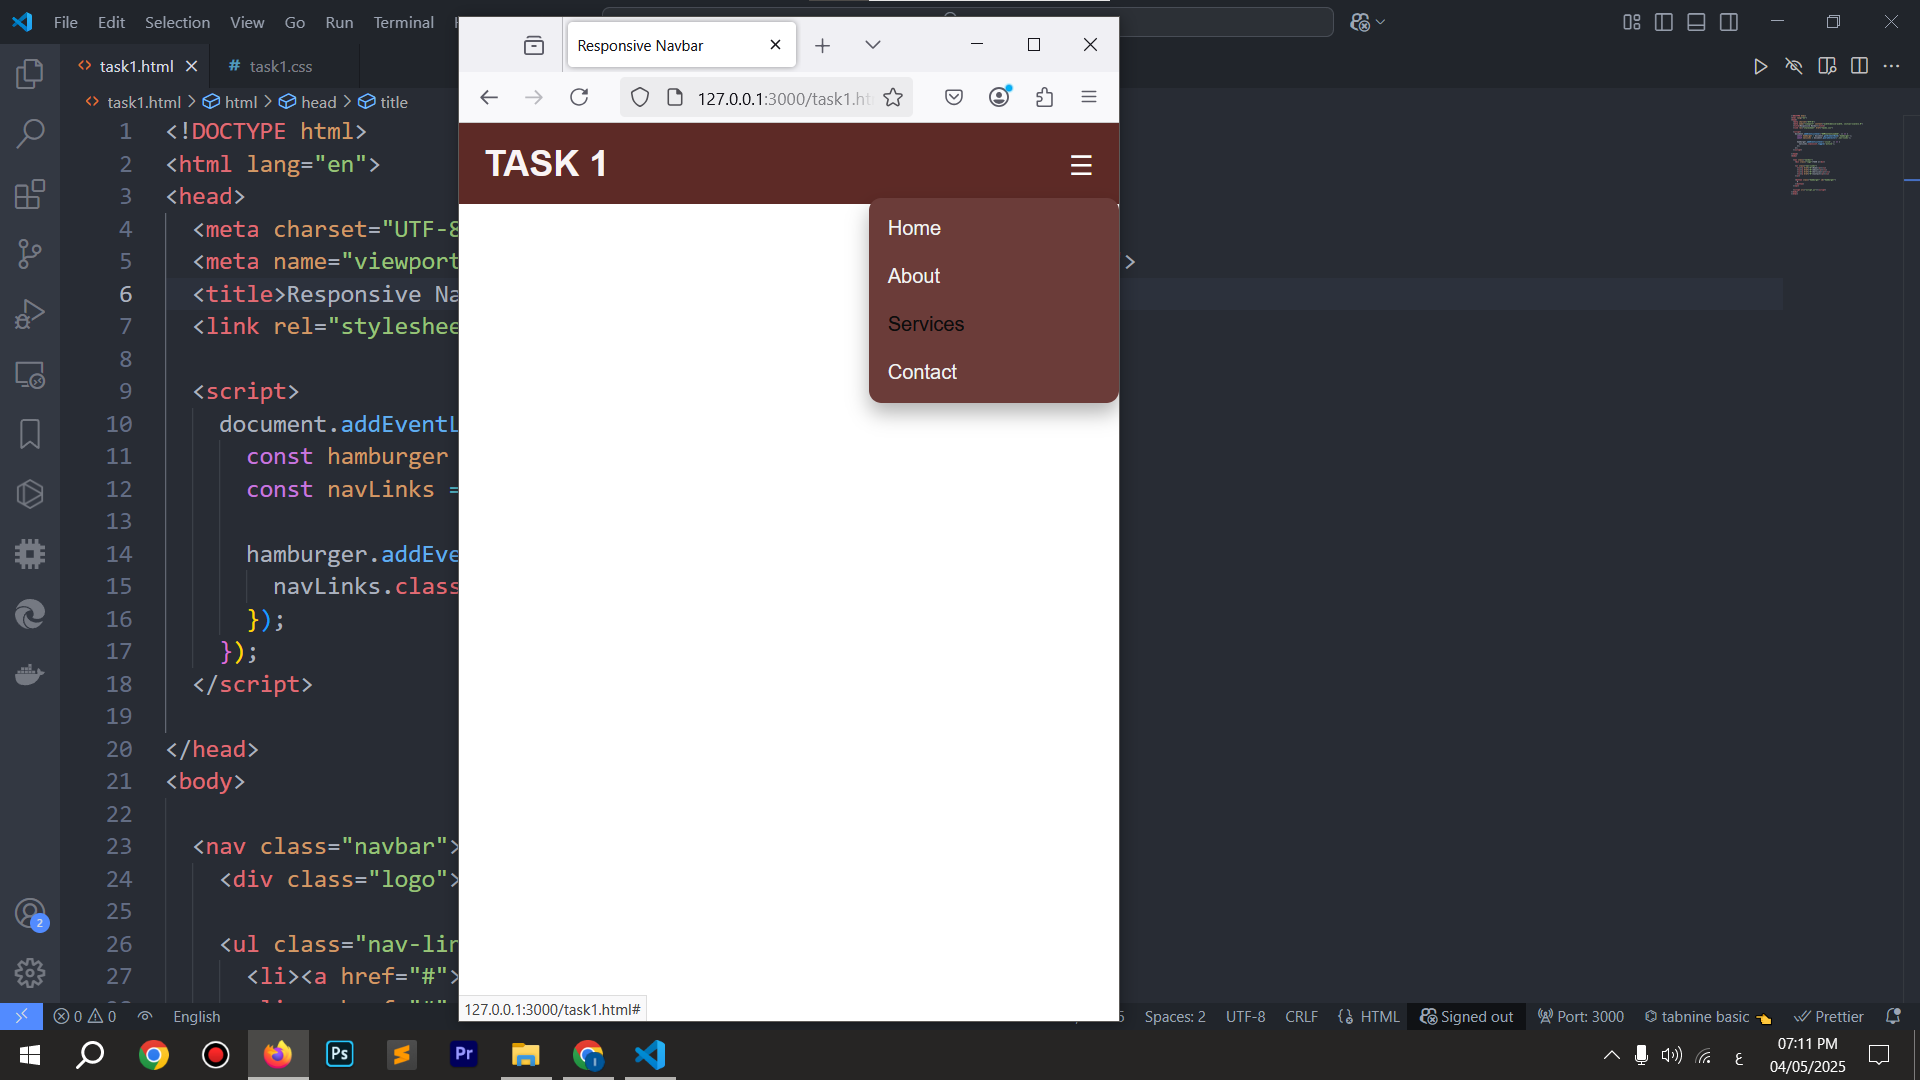 File Edit Selection View Go Run Terminal
Responsive Navbar
task1.html
# task1.css
127.0.0.1:3000/task1.ht
task1.html > html > head > title
TASK 1
☰
Home
About
Services
Contact
1 <!DOCTYPE html>
2 <html lang="en">
3 <head>
4 <meta charset="UTF-8
5 <meta name="viewport
>
6 <title>Responsive Na
7 <link rel="styleshee
8
9 <script>
10 document.addEventL
11 const hamburger
12 const navLinks =
13
14 hamburger.addEve
15 navLinks.class
16 });
17 });
18 </script>
19
20 </head>
21 <body>
22
23 <nav class="navbar">
24 <div class="logo">
25
26 <ul class="nav-lin
27 <li><a href="#">
2
127.0.0.1:3000/task1.html#
0 0 English
Spaces: 2 UTF-8 CRLF HTML Signed out Port: 3000 tabnine basic Prettier
Ps
Pr
ع
07:11 PM
04/05/2025